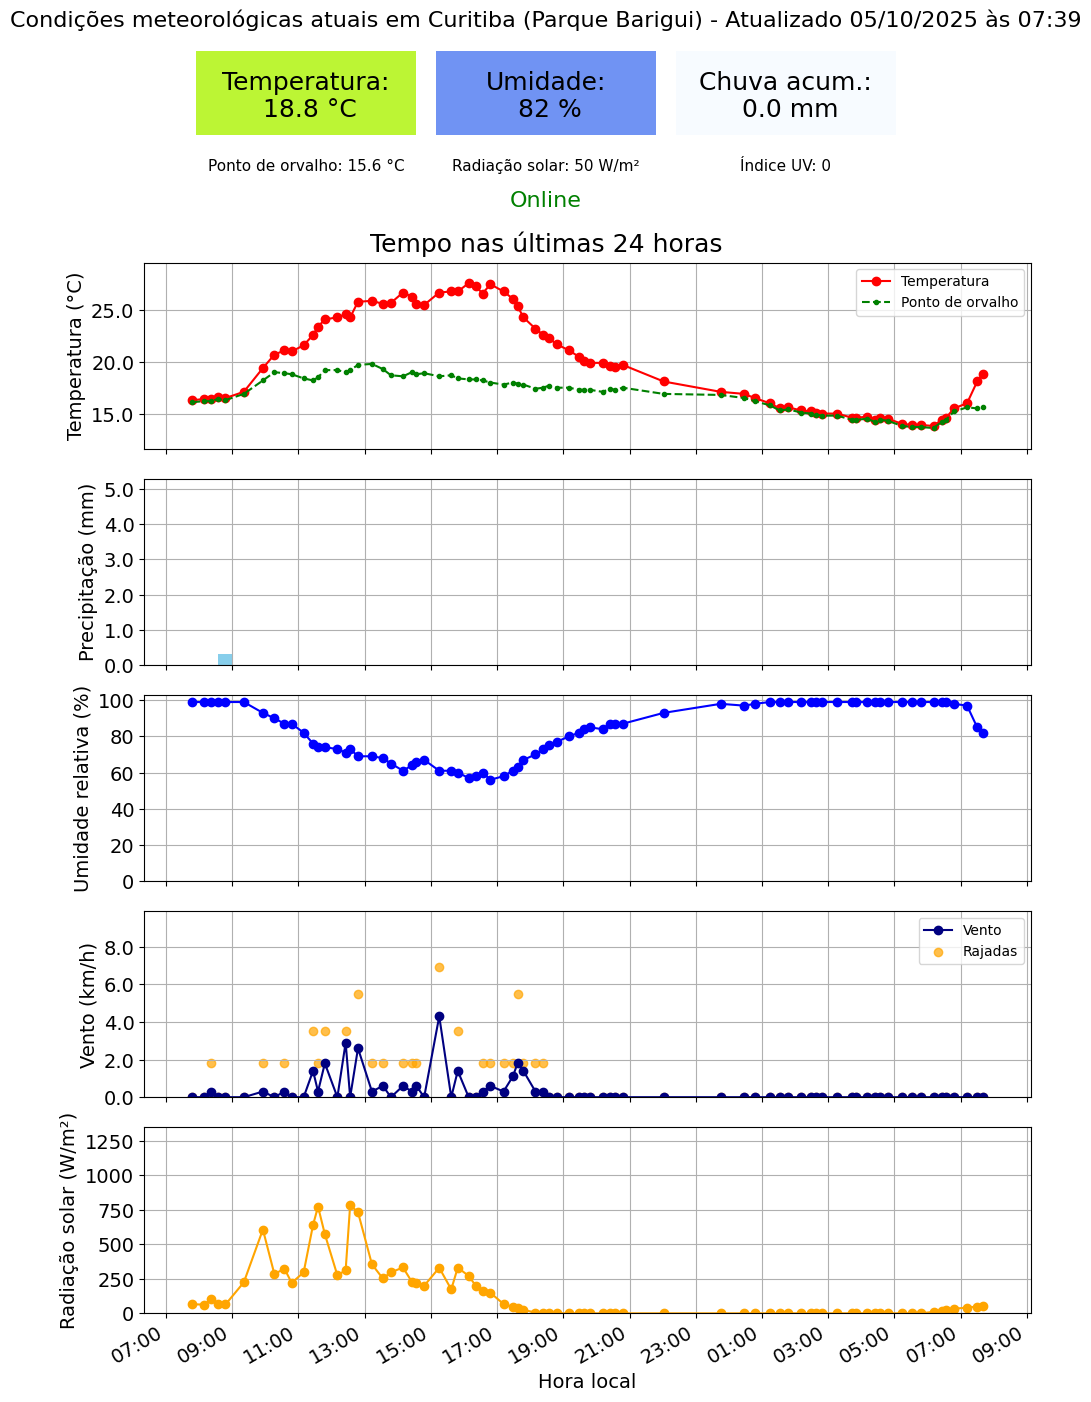 Condições meteorológicas atuais em Curitiba (Parque Barigui) - Atualizado 05/10/2025 às 07:39
Temperatura:
18.8 °C
Umidade:
82 %
Chuva acum.:
0.0 mm
Ponto de orvalho: 15.6 °C
Radiação solar: 50 W/m²
Índice UV: 0
Online
Tempo nas últimas 24 horas
Temperatura (°C)
25.0
20.0
15.0
Temperatura
Ponto de orvalho
Precipitação (mm)
5.0
4.0
3.0
2.0
1.0
0.0
Umidade relativa (%)
100
80
60
40
20
0
Vento (km/h)
8.0
6.0
4.0
2.0
0.0
Vento
Rajadas
Radiação solar (W/m²)
1250
1000
750
500
250
0
07:00
09:00
11:00
13:00
15:00
17:00
19:00
21:00
23:00
01:00
03:00
05:00
07:00
09:00
Hora local